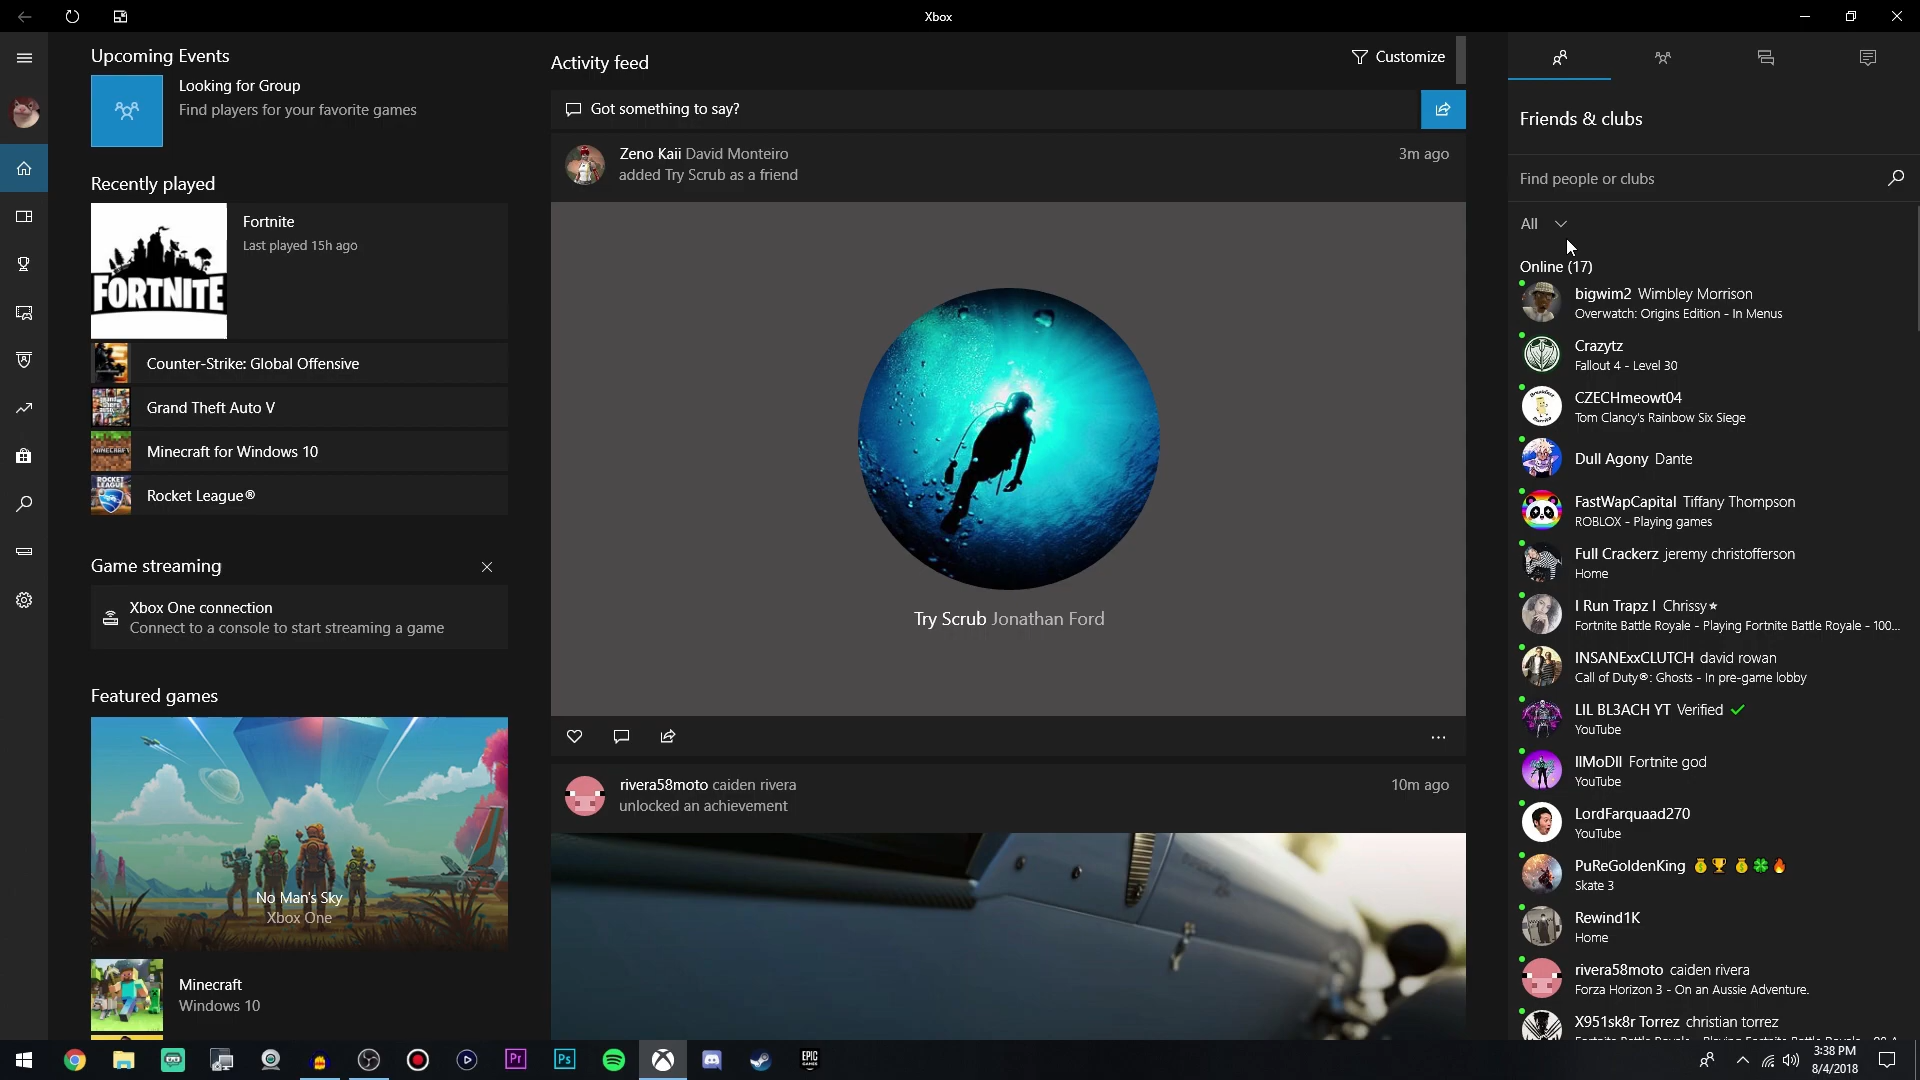 Xbox
Upcoming Events
Looking for Group
Find players for your favorite games
Recently played
FORTNITE
Fortnite
Last played 15h ago
Counter-Strike: Global Offensive
Grand Theft Auto V
MINECRAFT
Minecraft for Windows 10
ROCKET LEAGUE
Rocket League®
Game streaming
Xbox One connection
Connect to a console to start streaming a game
Featured games
No Man's Sky
Xbox One
Minecraft
Windows 10
Activity feed
Customize
Got something to say?
Zeno Kaii David Monteiro
3m ago
added Try Scrub as a friend
Try Scrub Jonathan Ford
rivera58moto caiden rivera
10m ago
unlocked an achievement
Friends & clubs
Find people or clubs
All
Online (17)
bigwim2 Wimbley Morrison
Overwatch: Origins Edition - In Menus
Crazytz
Fallout 4 - Level 30
CZECHmeowt04
Tom Clancy's Rainbow Six Siege
Dull Agony Dante
FastWapCapital Tiffany Thompson
ROBLOX - Playing games
Full Crackerz jeremy christofferson
Home
I Run Trapz I Chrissy★
Fortnite Battle Royale - Playing Fortnite Battle Royale - 100...
INSANExxCLUTCH david rowan
Call of Duty®: Ghosts - In pre-game lobby
LIL BL3ACH YT Verified ✓
YouTube
IIMoDII Fortnite god
YouTube
LordFarquaad270
YouTube
PuReGoldenKing 💰🏆 💰🍀🔥
Skate 3
Rewind1K
Home
rivera58moto caiden rivera
Forza Horizon 3 - On an Aussie Adventure.
X951sk8r Torrez christian torrez
Pr
Ps
EPIC
GAMES
3:38 PM
8/4/2018